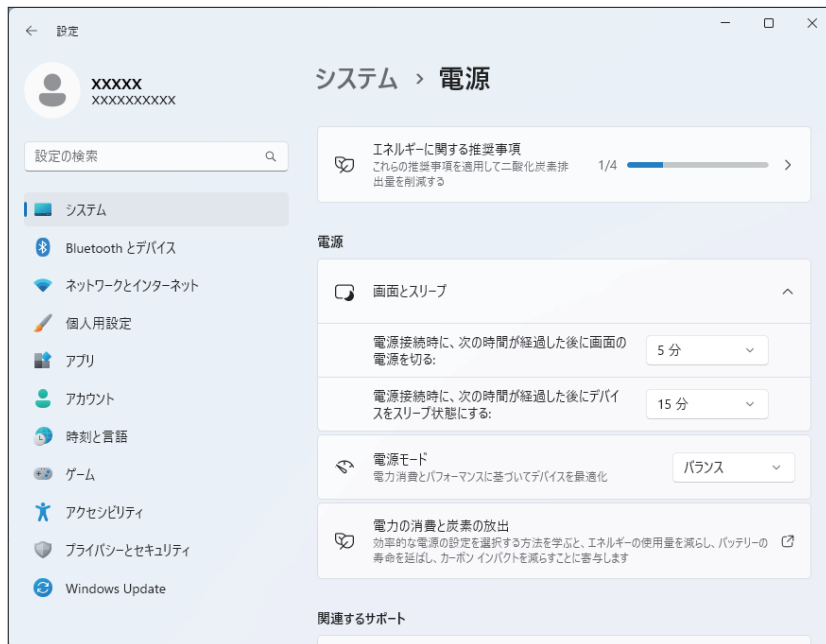 設定
XXXXX
XXXXXXXXXX
設定の検索
システム
Bluetooth とデバイス
ネットワークとインターネット
個人用設定
アプリ
アカウント
時刻と言語
ゲーム
アクセシビリティ
プライバシーとセキュリティ
Windows Update
システム › 電源
エネルギーに関する推奨事項
これらの推奨事項を適用して二酸化炭素排
出量を削減する
1/4
電源
画面とスリープ
電源接続時に、次の時間が経過した後に画面の
電源を切る:
5 分
電源接続時に、次の時間が経過した後にデバイ
スをスリープ状態にする:
15 分
電源モード
電力消費とパフォーマンスに基づいてデバイスを最適化
バランス
電力の消費と炭素の放出
効率的な電源の設定を選択する方法を学ぶと、エネルギーの使用量を減らし、バッテリーの
寿命を延ばし、カーボン インパクトを減らすことに寄与します
関連するサポート